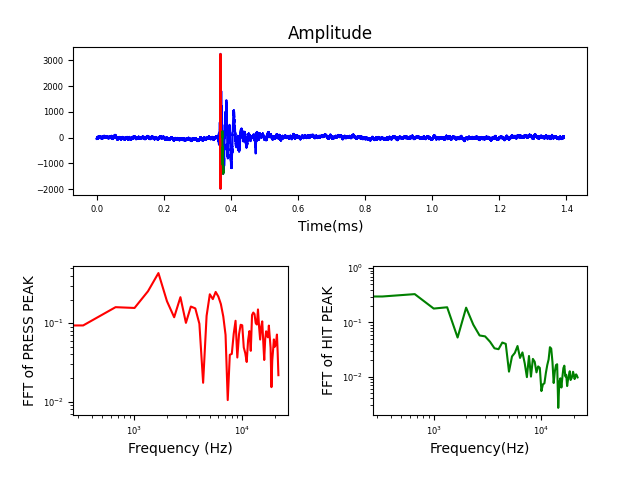 Amplitude
3000
2000
1000
0
−1000
−2000
0.0 0.2 0.4 0.6 0.8 1.0 1.2 1.4
Time(ms)
FFT of PRESS PEAK
10⁻¹
10⁻²
10³ 10⁴
Frequency (Hz)
FFT of HIT PEAK
10⁰
10⁻¹
10⁻²
10³ 10⁴
Frequency(Hz)